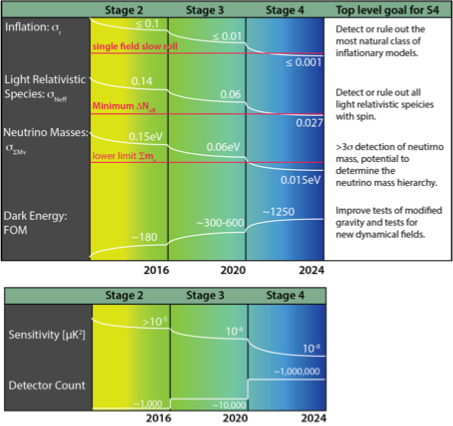 Stage 2 Stage 3 Stage 4 Top level goal for S4
Inflation: σr ≤ 0.1 ≤ 0.01 ≤ 0.001
single field slow roll
Detect or rule out the
most natural class of
inflationary models.
Light Relativistic
Species: σNeff
0.14 0.06 0.027
Minimum ΔNeff
Detect or rule out all
light relativistic speicies
with spin.
Neutrino Masses:
σΣMν
0.15eV 0.06eV 0.015eV
lower limit Σmν
>3σ detection of neutirno
mass, potential to
determine the
neutrino mass hierarchy.
Dark Energy:
FOM
~180 ~300-600 ~1250
Improve tests of modified
gravity and tests for
new dynamical fields.
2016 2020 2024
Stage 2 Stage 3 Stage 4
Sensitivity [μK²] >10⁻⁵ 10⁻⁶ 10⁻⁸
Detector Count ~1,000 ~10,000 ~1,000,000
2016 2020 2024